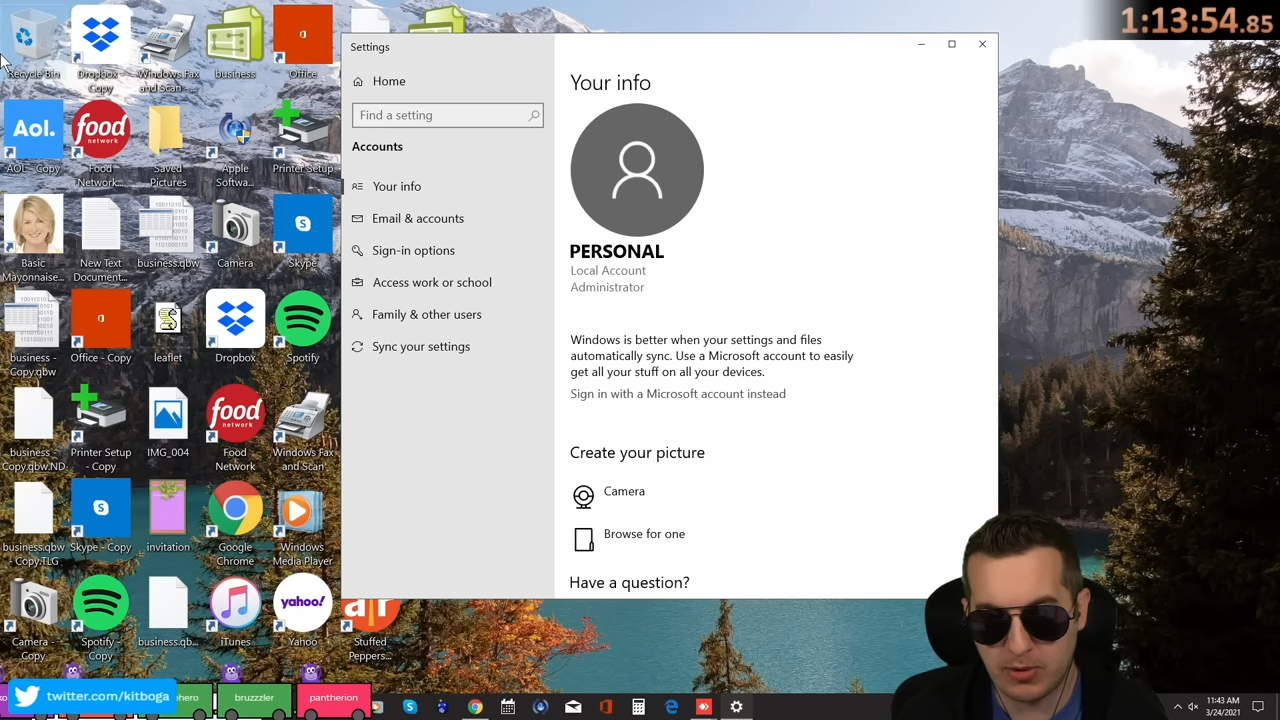 1:13:54.85
Recycle Bin
Dropbox
Copy
Windows Fax
and Scan - ...
business
Office
Aol.
AOL - Copy
food
network
Food
Network...
Saved
Pictures
Apple
Softwa...
Printer Setup
Basic
Mayonnaise...
New Text
Document...
business.qbw
Camera
Skype
business -
Copy.qbw
Office - Copy
leaflet
Dropbox
Spotify
business -
Copy.qbw.ND
Printer Setup
- Copy
IMG_004
food
network
Food
Network
Windows Fax
and Scan
business.qbw
- Copy.TLG
Skype - Copy
invitation
Google
Chrome
Windows
Media Player
Camera -
Copy
Spotify -
Copy
business.qb...
iTunes
yahoo!
Yahoo
Stuffed
Peppers...
Settings
Home
Find a setting
Accounts
Your info
Email & accounts
Sign-in options
Access work or school
Family & other users
Sync your settings
Your info
PERSONAL
Local Account
Administrator
Windows is better when your settings and files
automatically sync. Use a Microsoft account to easily
get all your stuff on all your devices.
Sign in with a Microsoft account instead
Create your picture
Camera
Browse for one
Have a question?
twitter.com/kitboga
bruzzzler
pantherion
11:43 AM
3/24/2021